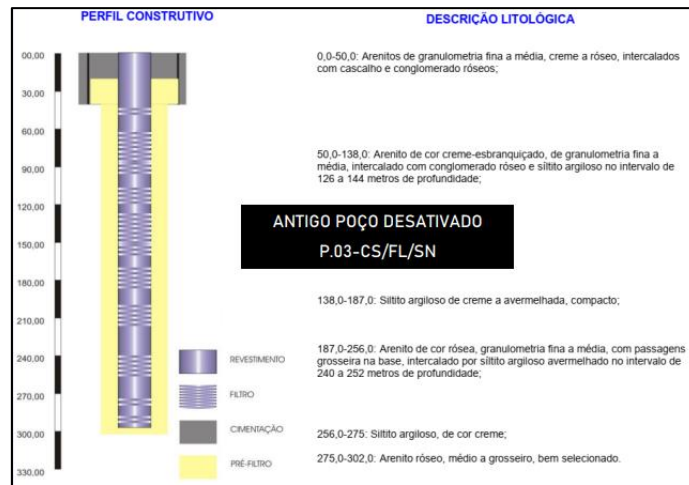 PERFIL CONSTRUTIVO
DESCRIÇÃO LITOLÓGICA
00,00
30,00
60,00
90,00
120,00
150,00
180,00
210,00
240,00
270,00
300,00
330,00
REVESTIMENTO
FILTRO
CIMENTAÇÃO
PRÉ-FILTRO
0,0-50,0: Arenitos de granulometria fina a média, creme a róseo, intercalados
com cascalho e conglomerado róseos;
50,0-138,0: Arenito de cor creme-esbranquiçado, de granulometria fina a
média, intercalado com conglomerado róseo e síltito argiloso no intervalo de
126 a 144 metros de profundidade;
ANTIGO POÇO DESATIVADO
P.03-CS/FL/SN
138,0-187,0: Siltito argiloso de creme a avermelhada, compacto;
187,0-256,0: Arenito de cor rósea, granulometria fina a média, com passagens
grosseira na base, intercalado por síltito argiloso avermelhado no intervalo de
240 a 252 metros de profundidade;
256,0-275: Siltito argiloso, de cor creme;
275,0-302,0: Arenito róseo, médio a grosseiro, bem selecionado.